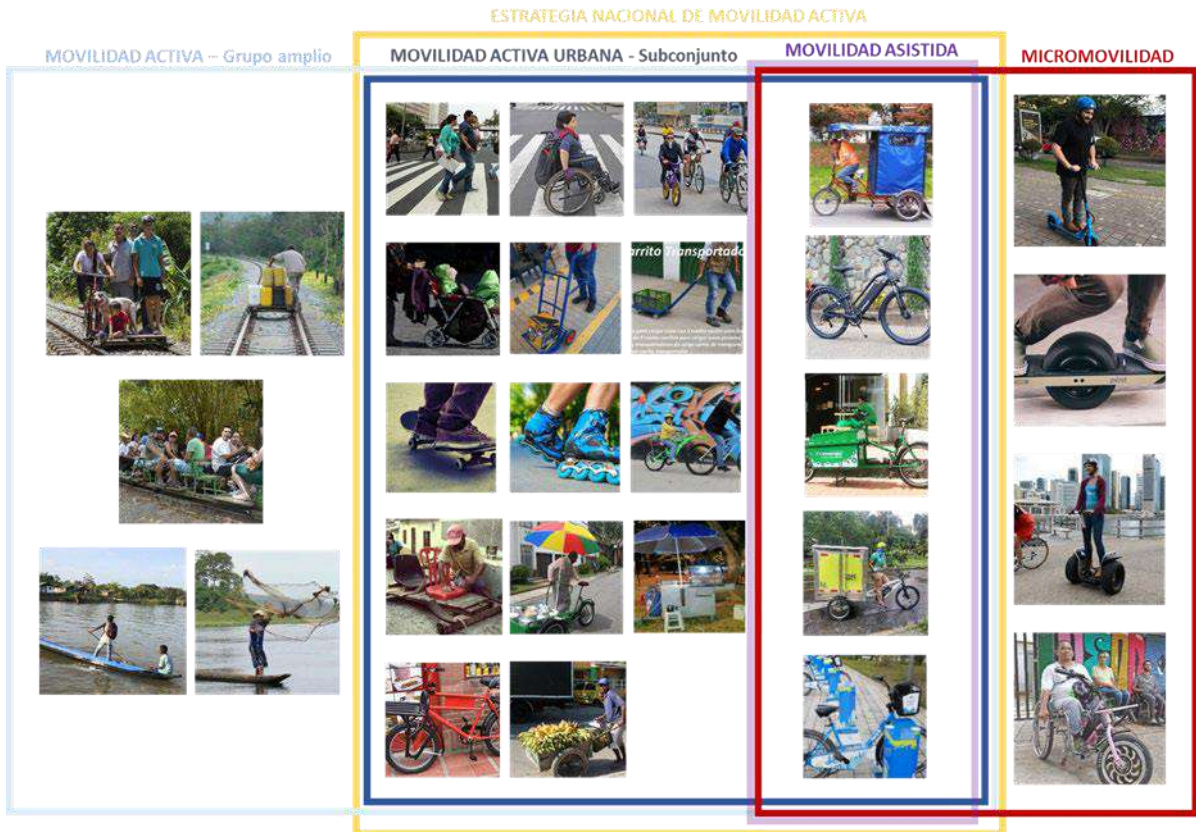 ESTRATEGIA NACIONAL DE MOVILIDAD ACTIVA
MOVILIDAD ACTIVA – Grupo amplio
MOVILIDAD ACTIVA URBANA - Subconjunto
MOVILIDAD ASISTIDA
MICROMOVILIDAD
arrito Transportado